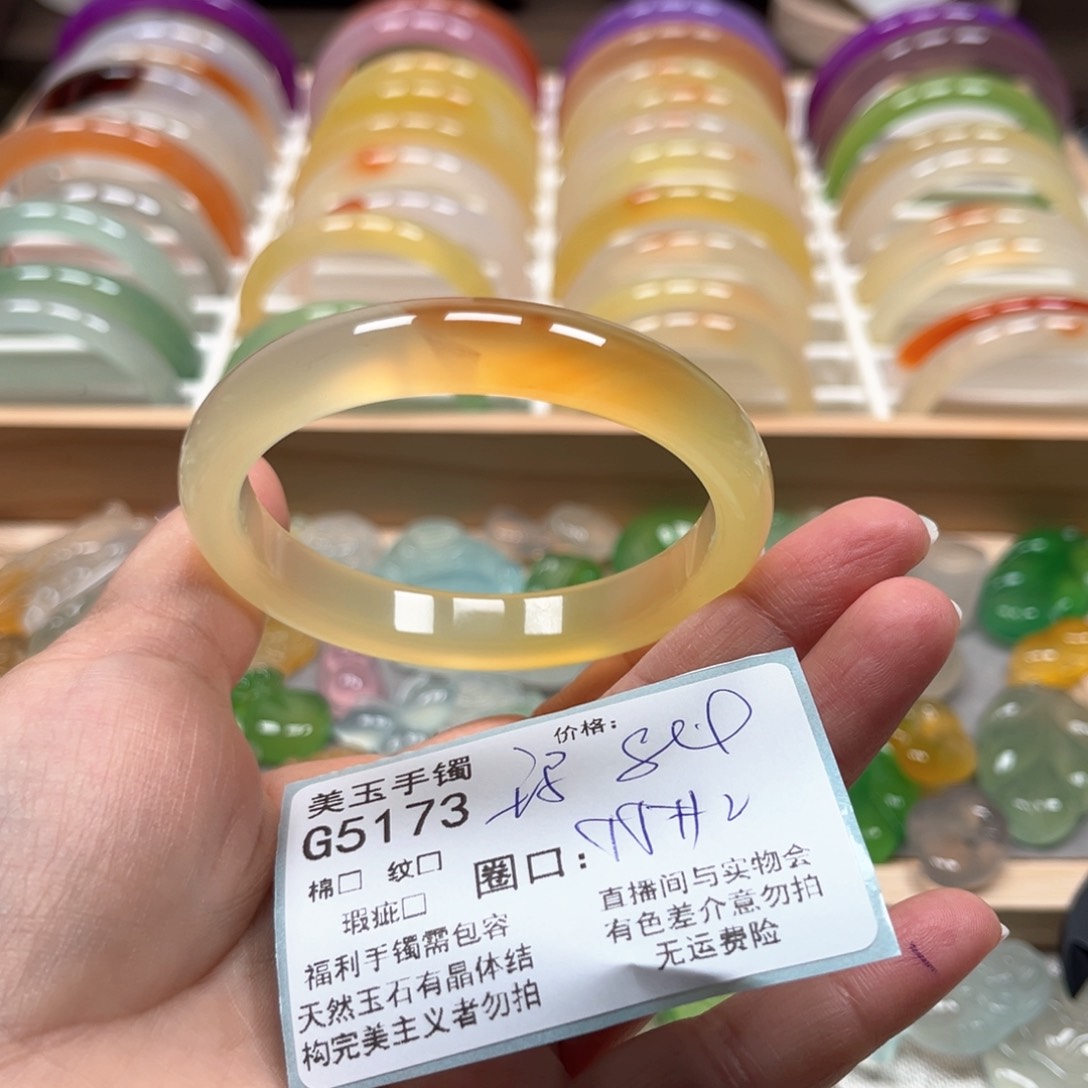 价格:
美玉手镯
G5173
棉□ 纹□
圈口:
瑕疵□
福利手镯需包容
天然玉石有晶体结
构完美主义者勿拍
直播间与实物会
有色差介意勿拍
无运费险